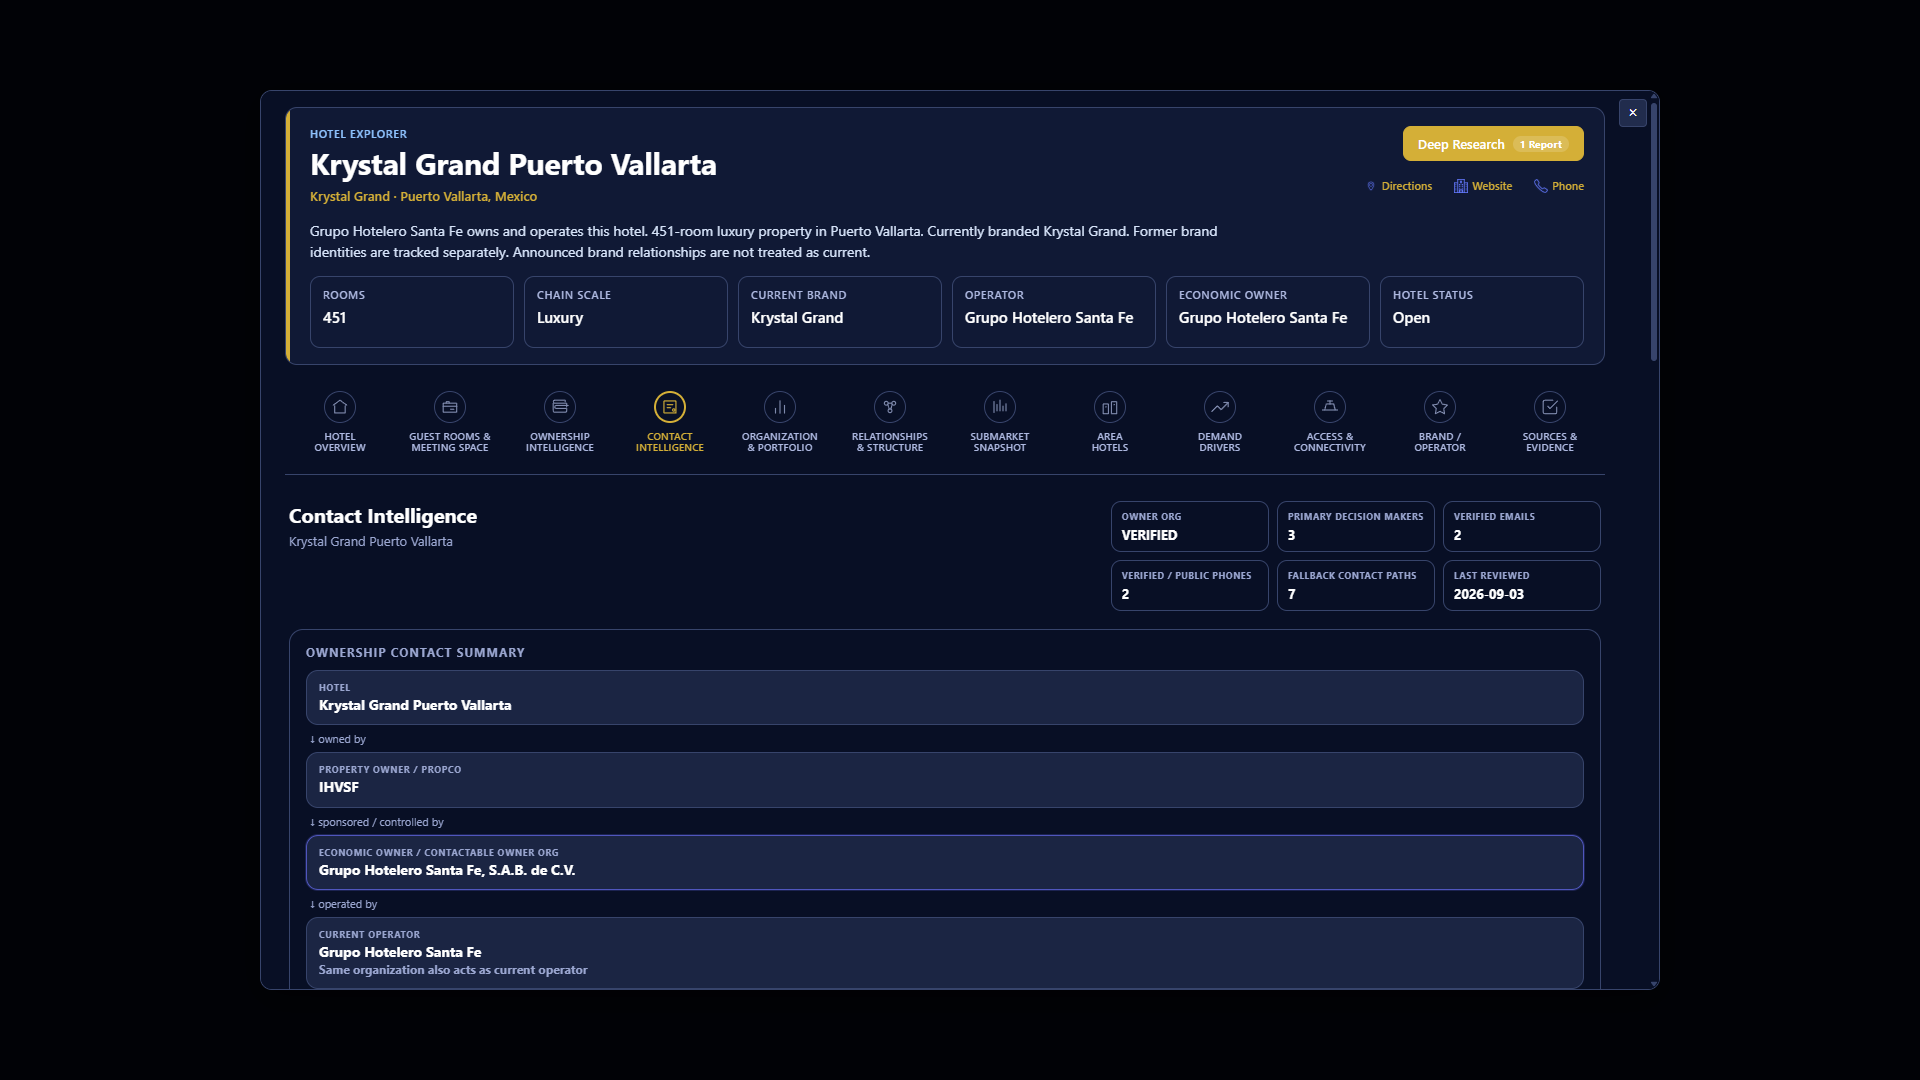 HOTEL EXPLORER
Krystal Grand Puerto Vallarta
Krystal Grand · Puerto Vallarta, Mexico
Deep Research 1 Report
Directions Website Phone
Grupo Hotelero Santa Fe owns and operates this hotel. 451-room luxury property in Puerto Vallarta. Currently branded Krystal Grand. Former brand
identities are tracked separately. Announced brand relationships are not treated as current.
ROOMS
451
CHAIN SCALE
Luxury
CURRENT BRAND
Krystal Grand
OPERATOR
Grupo Hotelero Santa Fe
ECONOMIC OWNER
Grupo Hotelero Santa Fe
HOTEL STATUS
Open
HOTEL
OVERVIEW
GUEST ROOMS &
MEETING SPACE
OWNERSHIP
INTELLIGENCE
CONTACT
INTELLIGENCE
ORGANIZATION
& PORTFOLIO
RELATIONSHIPS
& STRUCTURE
SUBMARKET
SNAPSHOT
AREA
HOTELS
DEMAND
DRIVERS
ACCESS &
CONNECTIVITY
BRAND /
OPERATOR
SOURCES &
EVIDENCE
Contact Intelligence
Krystal Grand Puerto Vallarta
OWNER ORG
VERIFIED
PRIMARY DECISION MAKERS
3
VERIFIED EMAILS
2
VERIFIED / PUBLIC PHONES
2
FALLBACK CONTACT PATHS
7
LAST REVIEWED
2026-09-03
OWNERSHIP CONTACT SUMMARY
HOTEL
Krystal Grand Puerto Vallarta
↓ owned by
PROPERTY OWNER / PROPCO
IHVSF
↓ sponsored / controlled by
ECONOMIC OWNER / CONTACTABLE OWNER ORG
Grupo Hotelero Santa Fe, S.A.B. de C.V.
↓ operated by
CURRENT OPERATOR
Grupo Hotelero Santa Fe
Same organization also acts as current operator